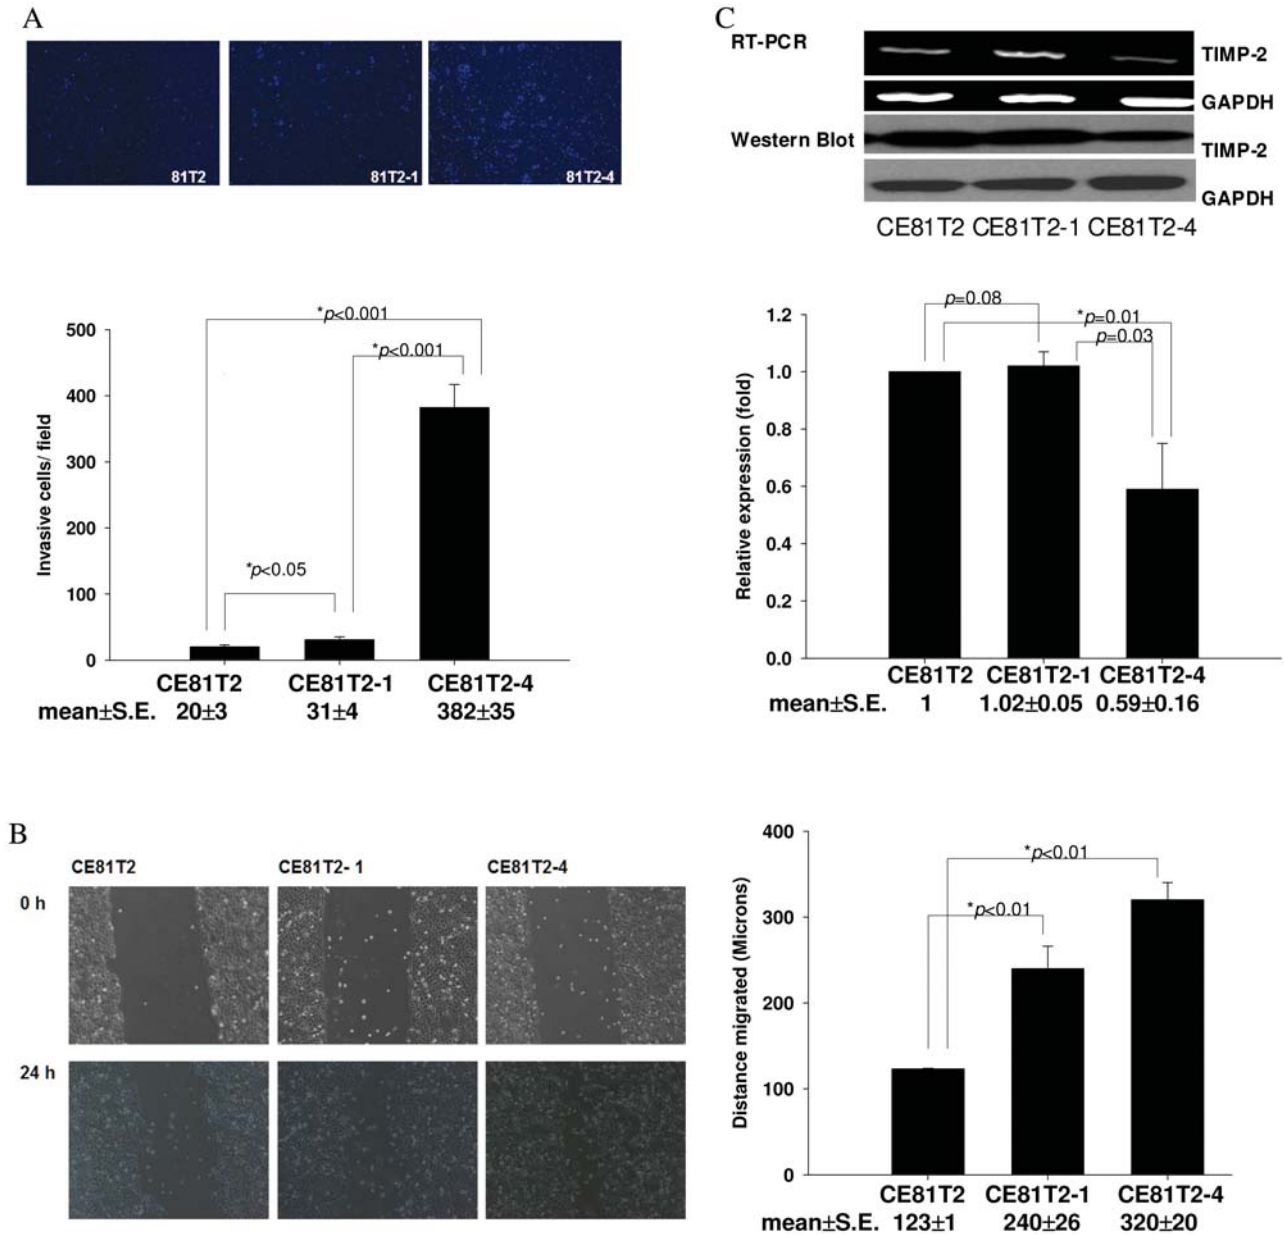 A
81T2
81T2-1
81T2-4
*p<0.001
*p<0.001
*p<0.05
500
400
300
200
100
0
Invasive cells/ field
CE81T2 CE81T2-1 CE81T2-4
mean±S.E. 20±3 31±4 382±35
C
RT-PCR
TIMP-2
GAPDH
Western Blot
TIMP-2
GAPDH
CE81T2 CE81T2-1 CE81T2-4
p=0.08
*p=0.01
p=0.03
1.2
1.0
0.8
0.6
0.4
0.2
0.0
Relative expression (fold)
CE81T2 CE81T2-1 CE81T2-4
mean±S.E. 1 1.02±0.05 0.59±0.16
B
CE81T2 CE81T2- 1 CE81T2-4
0 h
24 h
*p<0.01
*p<0.01
400
300
200
100
0
Distance migrated (Microns)
CE81T2 CE81T2-1 CE81T2-4
mean±S.E. 123±1 240±26 320±20